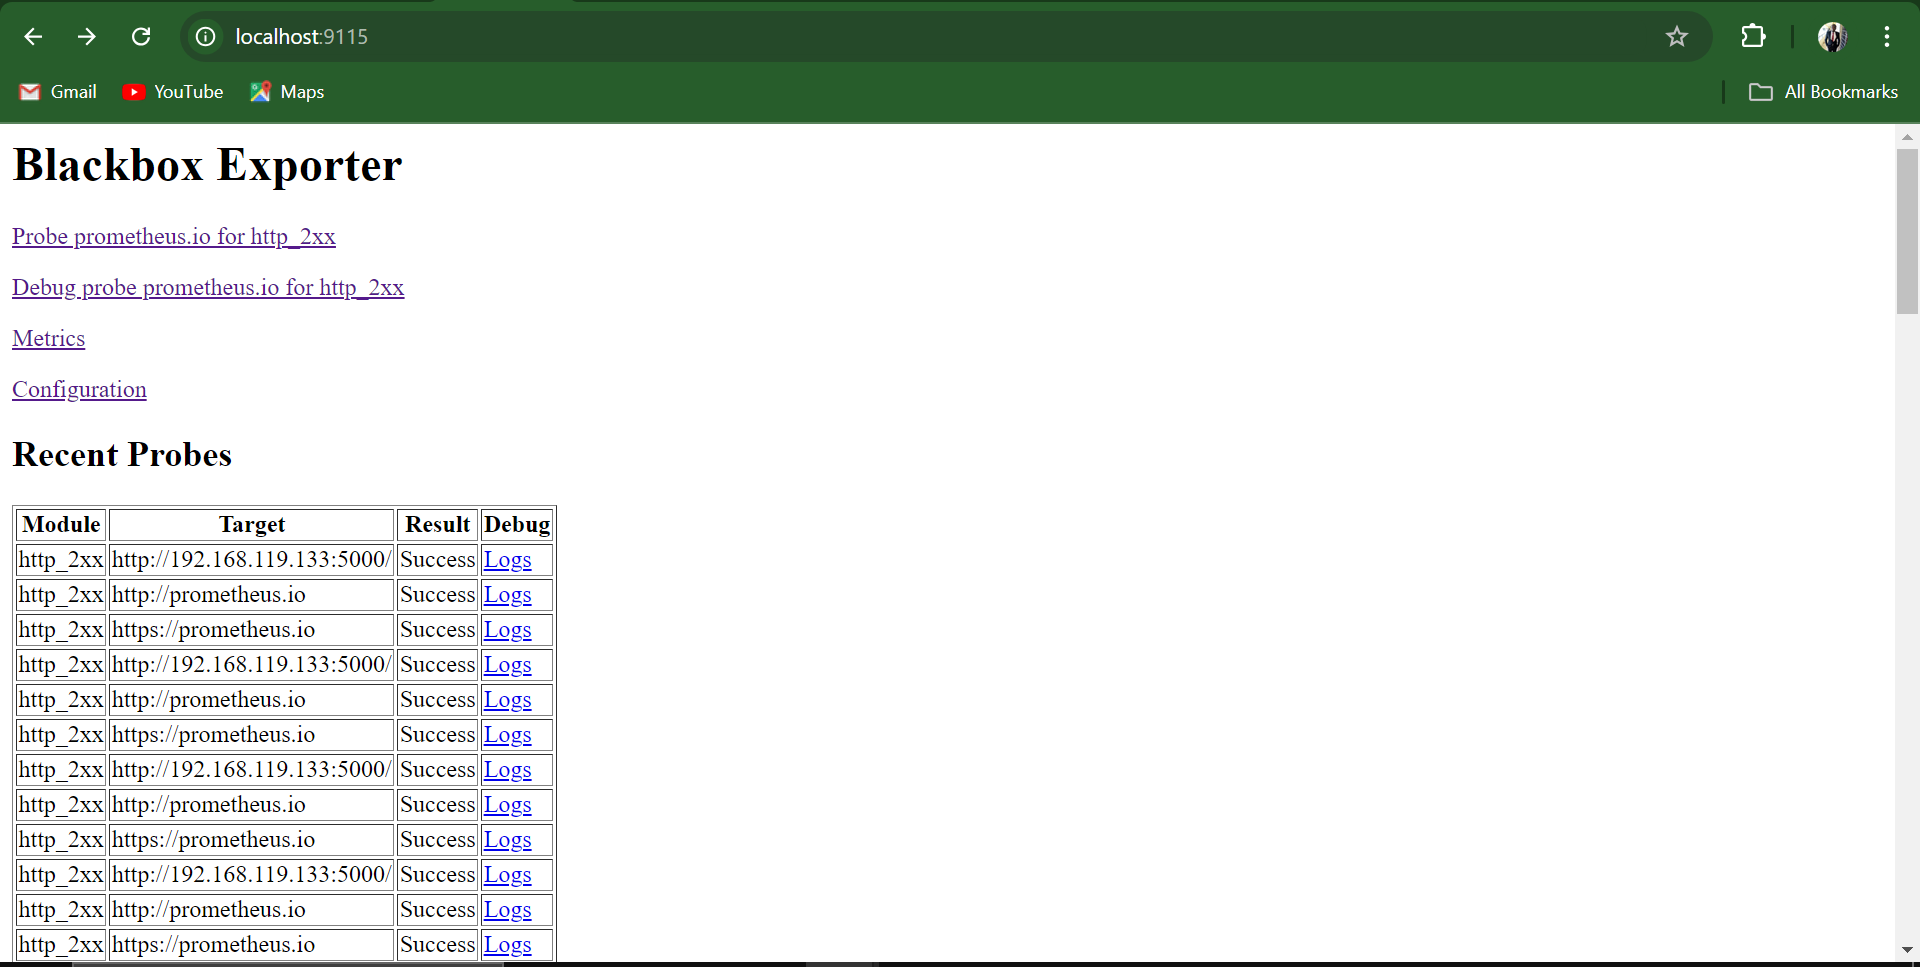 localhost:9115
Gmail YouTube Maps All Bookmarks
Blackbox Exporter
Probe prometheus.io for http_2xx
Debug probe prometheus.io for http_2xx
Metrics
Configuration
Recent Probes
Module Target Result Debug
http_2xx http://192.168.119.133:5000/ Success Logs
http_2xx http://prometheus.io Success Logs
http_2xx https://prometheus.io Success Logs
http_2xx http://192.168.119.133:5000/ Success Logs
http_2xx http://prometheus.io Success Logs
http_2xx https://prometheus.io Success Logs
http_2xx http://192.168.119.133:5000/ Success Logs
http_2xx http://prometheus.io Success Logs
http_2xx https://prometheus.io Success Logs
http_2xx http://192.168.119.133:5000/ Success Logs
http_2xx http://prometheus.io Success Logs
http_2xx https://prometheus.io Success Logs